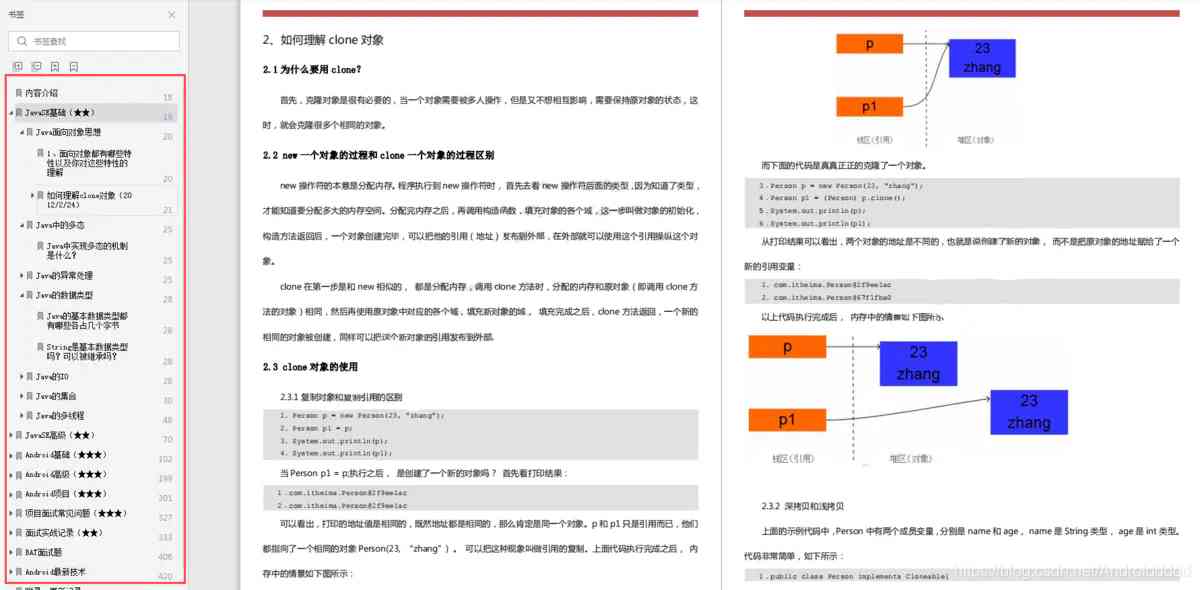 书签
书签查找
内容介绍 18
JavaSE基础（★★） 19
Java面向对象思想 20
1、面向对象都有哪些特
性以及你对这些特性的
理解 20
如何理解clone对象（20
12/2/24） 21
Java中的多态 25
Java中实现多态的机制
是什么？ 25
Java的异常处理 25
Java的数据类型 28
Java的基本数据类型都
有哪些各占几个字节 28
String是基本数据类型
吗？可以被继承吗？ 28
Java的IO 28
Java的集合 30
Java的多线程 48
JavaSE高级（★★） 70
Android基础（★★★） 102
Android高级（★★★） 199
Android项目（★★★） 301
项目面试常见问题（★★★） 327
面试实战记录（★★） 333
BAT面试题 406
Android最新技术 420
2、如何理解 clone 对象
2.1 为什么要用 clone？
首先，克隆对象是很有必要的，当一个对象需要被多人操作，但是又不想相互影响，需要保持原对象的状态，这
时，就会克隆很多个相同的对象。
2.2 new 一个对象的过程和 clone 一个对象的过程区别
new 操作符的本意是分配内存。程序执行到 new 操作符时， 首先去看 new 操作符后面的类型，因为知道了类型，
才能知道要分配多大的内存空间。分配完内存之后，再调用构造函数，填充对象的各个域，这一步叫做对象的初始化，
构造方法返回后，一个对象创建完毕，可以把他的引用（地址）发布到外部，在外部就可以使用这个引用操纵这个对
象。
clone 在第一步是和 new 相似的， 都是分配内存，调用 clone 方法时，分配的内存和原对象（即调用 clone 方
法的对象）相同，然后再使用原对象中对应的各个域，填充新对象的域， 填充完成之后，clone 方法返回，一个新的
相同的对象被创建，同样可以把这个新对象的引用发布到外部。
2.3 clone 对象的使用
2.3.1 复制对象和复制引用的区别
1. Person p = new Person(23, "zhang");
2. Person p1 = p;
3. System.out.println(p);
4. System.out.println(p1);
当 Person p1 = p;执行之后， 是创建了一个新的对象吗？ 首先看打印结果：
1.com.itheima.Person@2f9ee1ac
2.com.itheima.Person@2f9ee1ac
可以看出，打印的地址值是相同的，既然地址都是相同的，那么肯定是同一个对象。p 和 p1 只是引用而已，他们
都指向了一个相同的对象 Person(23, “zhang”) 。 可以把这种现象叫做引用的复制。上面代码执行完成之后， 内
存中的情景如下图所示：
p
23
zhang
p1
栈区(引用) 堆区(对象)
而下面的代码是真真正正的克隆了一个对象。
3.Person p = new Person(23, "zhang");
4.Person p1 = (Person) p.clone();
5.System.out.println(p);
6.System.out.println(p1);
从打印结果可以看出，两个对象的地址是不同的，也就是说创建了新的对象， 而不是把原对象的地址赋给了一个
新的引用变量：
1. com.itheima.Person@2f9ee1ac
2. com.itheima.Person@67f1fba0
以上代码执行完成后， 内存中的情景如下图所示
p
23
zhang
23
zhang
p1
栈区(引用) 堆区(对象)
2.3.2 深拷贝和浅拷贝
上面的示例代码中，Person 中有两个成员变量，分别是 name 和 age， name 是 String 类型， age 是 int 类型。
代码非常简单，如下所示：
1.public class Person implements Cloneable{